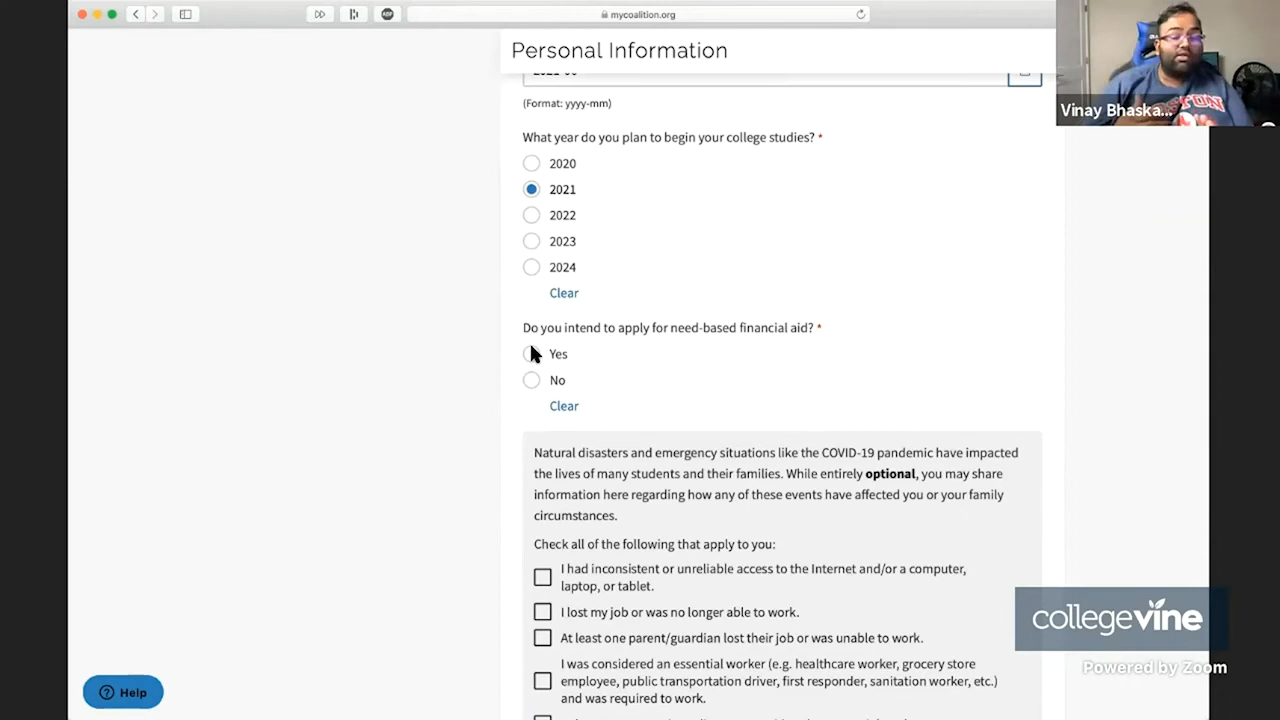 mycoalition.org
Personal Information
(Format: yyyy-mm)
Vinay Bhaska...
What year do you plan to begin your college studies? *
2020
2021
2022
2023
2024
Clear
Do you intend to apply for need-based financial aid? *
Yes
No
Clear
Natural disasters and emergency situations like the COVID-19 pandemic have impacted
the lives of many students and their families. While entirely optional, you may share
information here regarding how any of these events have affected you or your family
circumstances.
Check all of the following that apply to you:
I had inconsistent or unreliable access to the Internet and/or a computer,
laptop, or tablet.
I lost my job or was no longer able to work.
At least one parent/guardian lost their job or was unable to work.
I was considered an essential worker (e.g. healthcare worker, grocery store
employee, public transportation driver, first responder, sanitation worker, etc.)
and was required to work.
collegevine
Powered by Zoom
Help